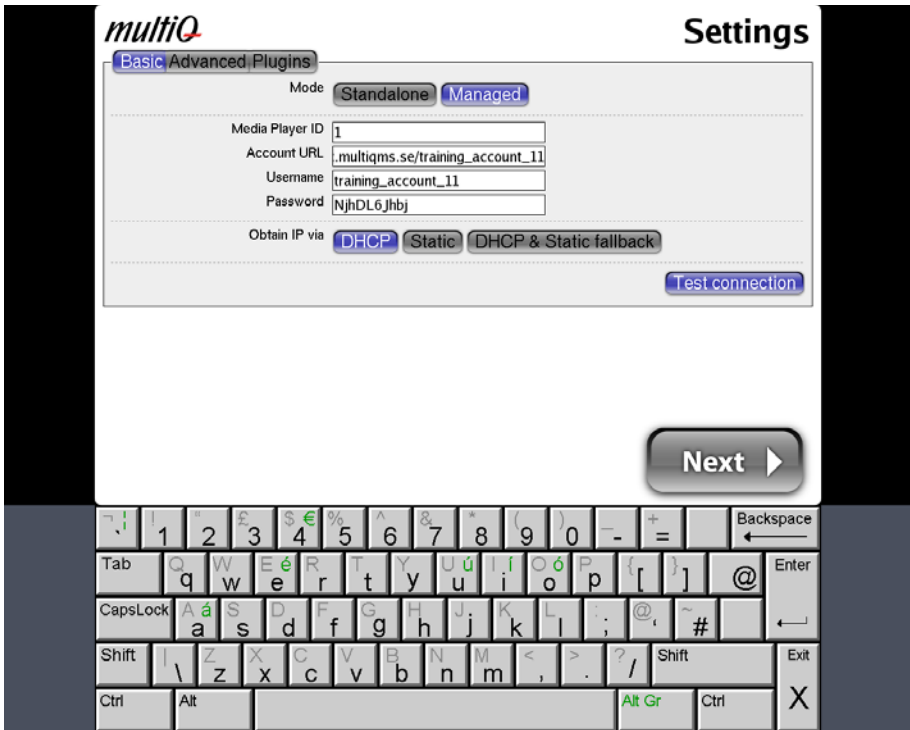 multiQ
Settings
Basic Advanced Plugins
Mode Standalone Managed
Media Player ID 1
Account URL .multiqms.se/training_account_11
Username training_account_11
Password NjhDL6Jhbj
Obtain IP via DHCP Static DHCP & Static fallback
Test connection
Next
¬ ¦ ` ! 1 " 2 £ 3 $ € 4 % 5 ^ 6 & 7 * 8 ( 9 ) 0 _ - + = Backspace
Tab Q q W w E é e R r T t Y y U ú u I í i O ó o P p { [ } ] @ Enter
CapsLock A á a S s D d F f G g H h J j K k L l : ; @ ' ~ #
Shift | \ Z z X x C c V v B b N n M m < , > . ? / Shift Exit
Ctrl Alt Alt Gr Ctrl X